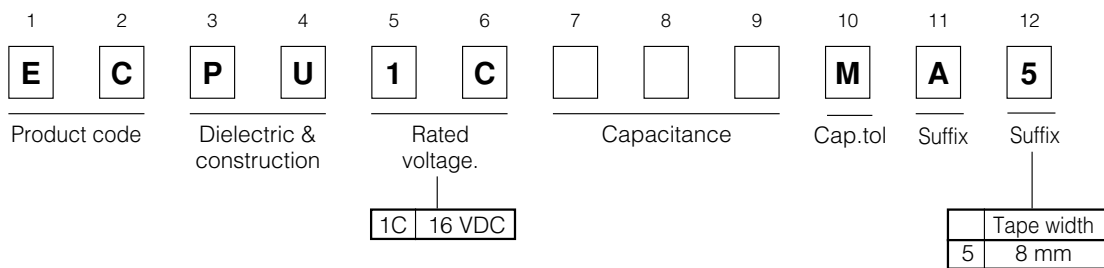 1 2 3 4 5 6 7 8 9 10 11 12
E C P U 1 C M A 5
Product code Dielectric & Rated Capacitance Cap.tol Suffix Suffix
construction voltage.
1C 16 VDC
Tape width
5 8 mm